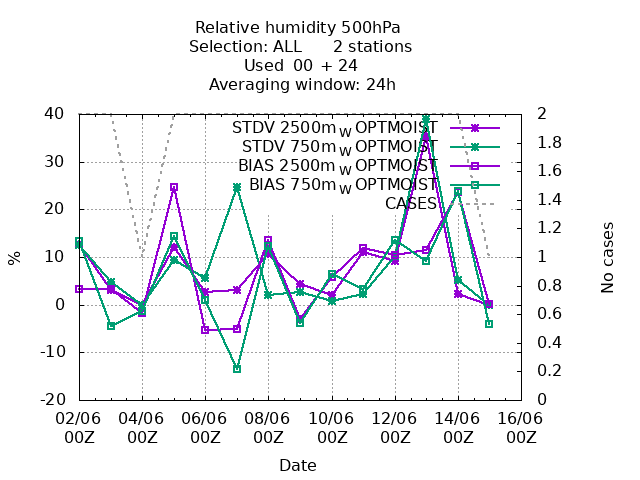 Relative humidity 500hPa
Selection: ALL 2 stations
Used 00 + 24
Averaging window: 24h
40
30
20
10
0
-10
-20
%
2
1.8
1.6
1.4
1.2
1
0.8
0.6
0.4
0.2
0
No cases
STDV 2500m W OPTMOIST
STDV 750m W OPTMOIST
BIAS 2500m W OPTMOIST
BIAS 750m W OPTMOIST
CASES
02/06 04/06 06/06 08/06 10/06 12/06 14/06 16/06
00Z 00Z 00Z 00Z 00Z 00Z 00Z 00Z
Date